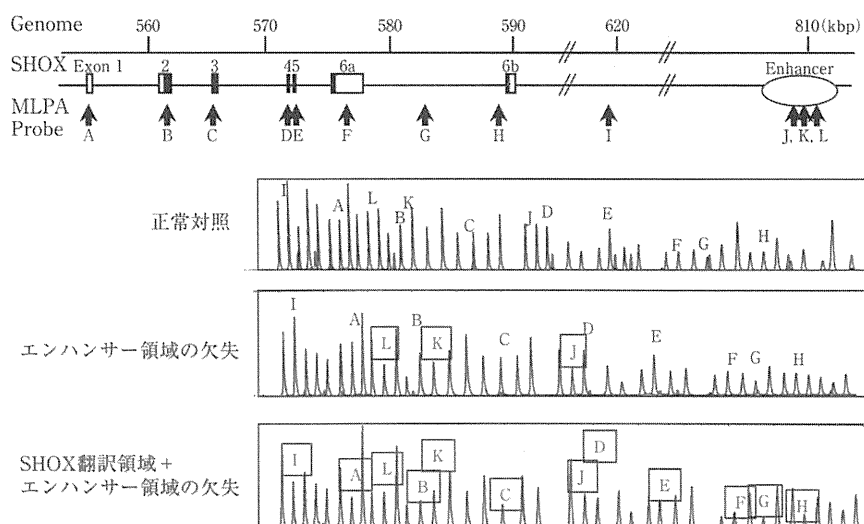 Genome 560 570 580 590 620 810(kbp)
SHOX Exon 1 2 3 45 6a 6b Enhancer
MLPA
Probe A B C DE F G H I J, K, L
正常対照 I A L B K C J D E F G H
エンハンサー領域の欠失 I A L B K C J D E F G H
SHOX翻訳領域+
エンハンサー領域の欠失 I A L B K C J D E F G H